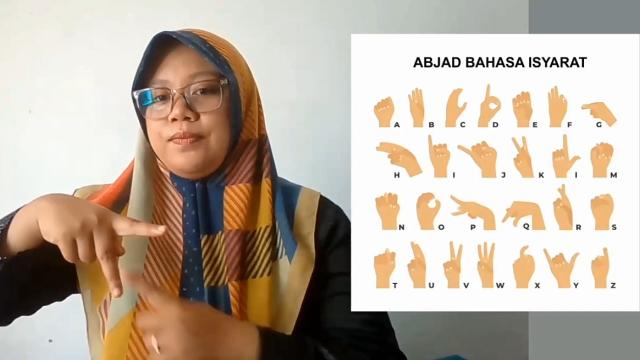 ABJAD BAHASA ISYARAT
A B C D E F G
H I J K L M
N O P Q R S
T U V W X Y Z